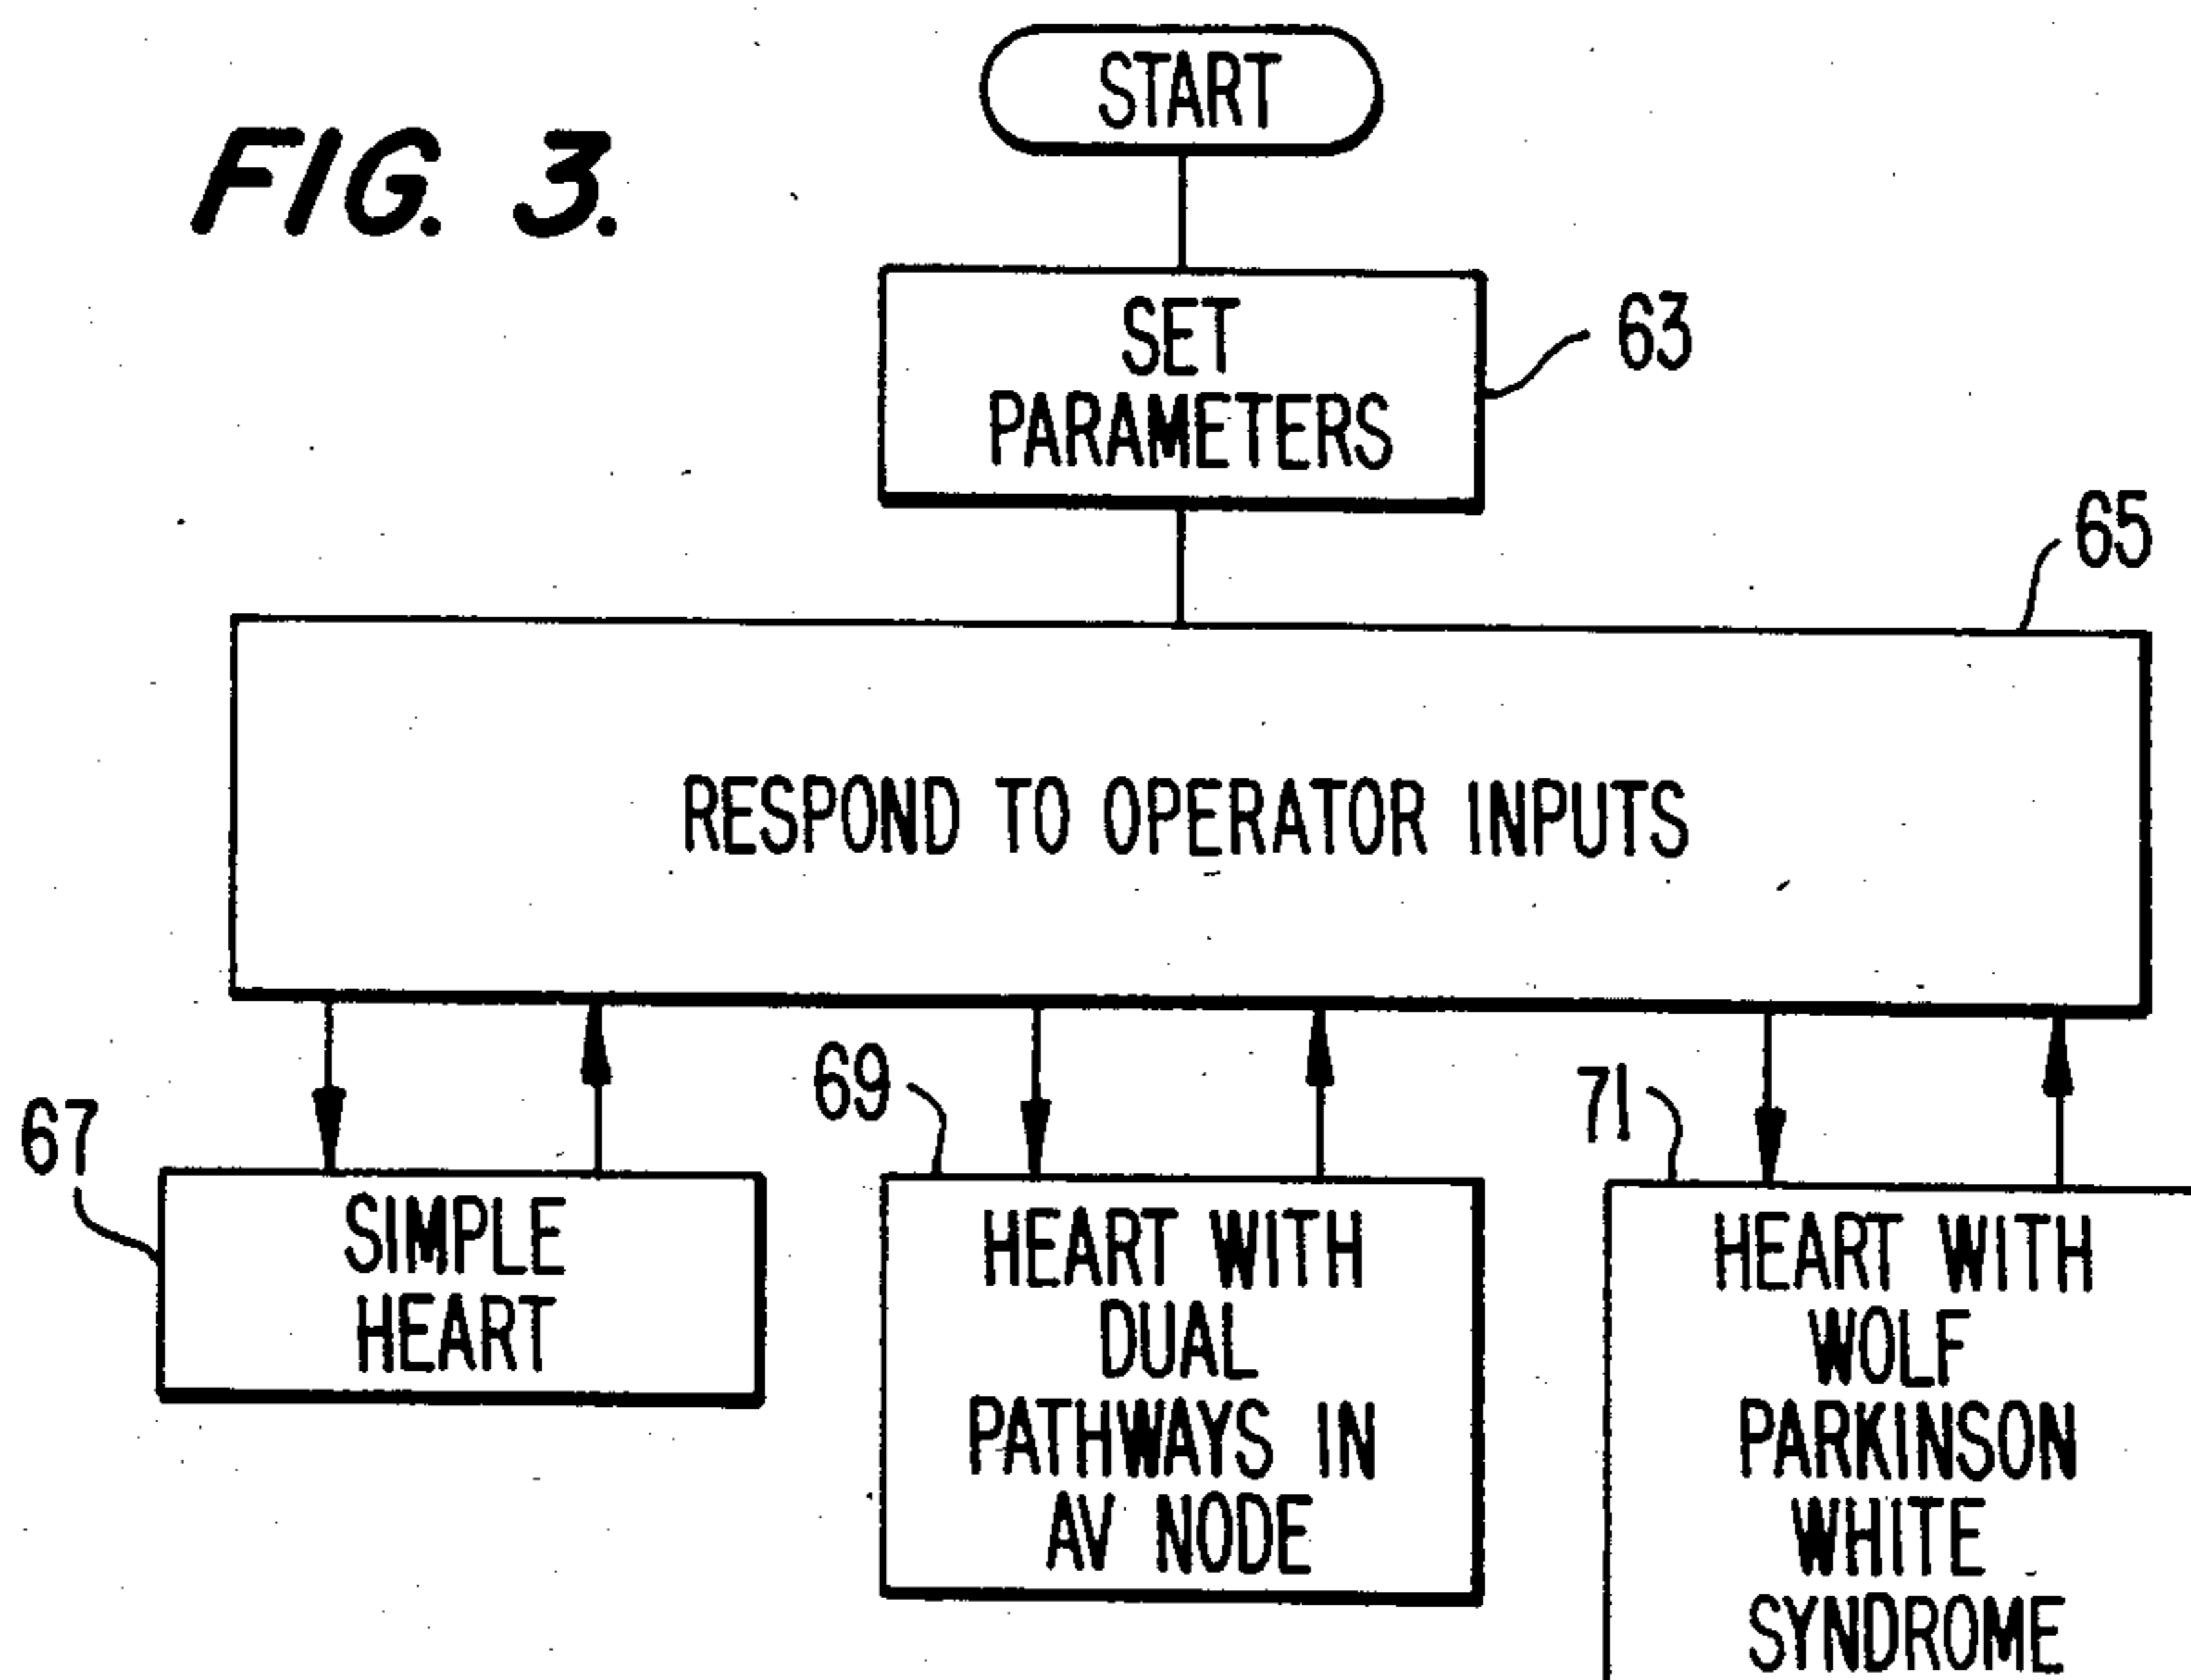 FIG. 3.
START
SET
PARAMETERS
63
65
RESPOND TO OPERATOR INPUTS
67
SIMPLE
HEART
69
HEART WITH
DUAL
PATHWAYS IN
AV NODE
71
HEART WITH
WOLF
PARKINSON
WHITE
SYNDROME